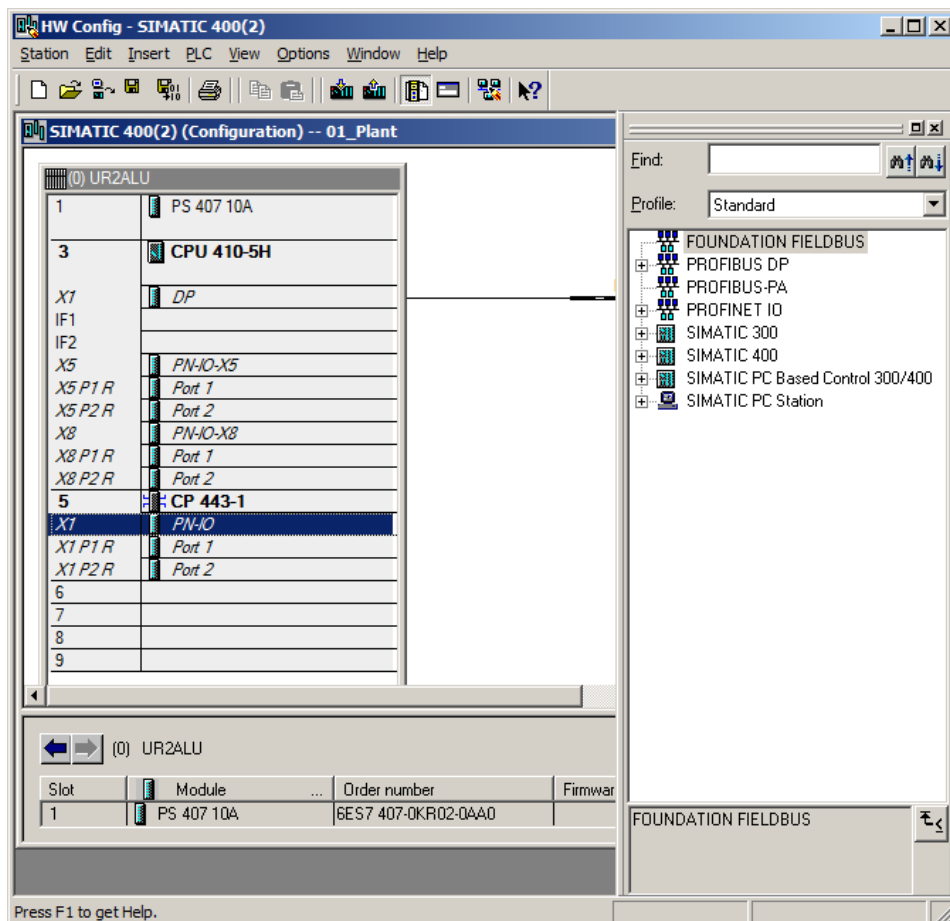 HW Config - SIMATIC 400(2)
Station Edit Insert PLC View Options Window Help
SIMATIC 400(2) (Configuration) -- 01_Plant
(0) UR2ALU
1 PS 407 10A
3 CPU 410-5H
X1 DP
IF1
IF2
X5 PN-IO-X5
X5 P1 R Port 1
X5 P2 R Port 2
X8 PN-IO-X8
X8 P1 R Port 1
X8 P2 R Port 2
5 CP 443-1
X1 PN-IO
X1 P1 R Port 1
X1 P2 R Port 2
6
7
8
9
Find:
Profile: Standard
FOUNDATION FIELDBUS
PROFIBUS DP
PROFIBUS-PA
PROFINET IO
SIMATIC 300
SIMATIC 400
SIMATIC PC Based Control 300/400
SIMATIC PC Station
(0) UR2ALU
Slot Module ... Order number Firmwar
1 PS 407 10A 6ES7 407-0KR02-0AA0
FOUNDATION FIELDBUS
Press F1 to get Help.